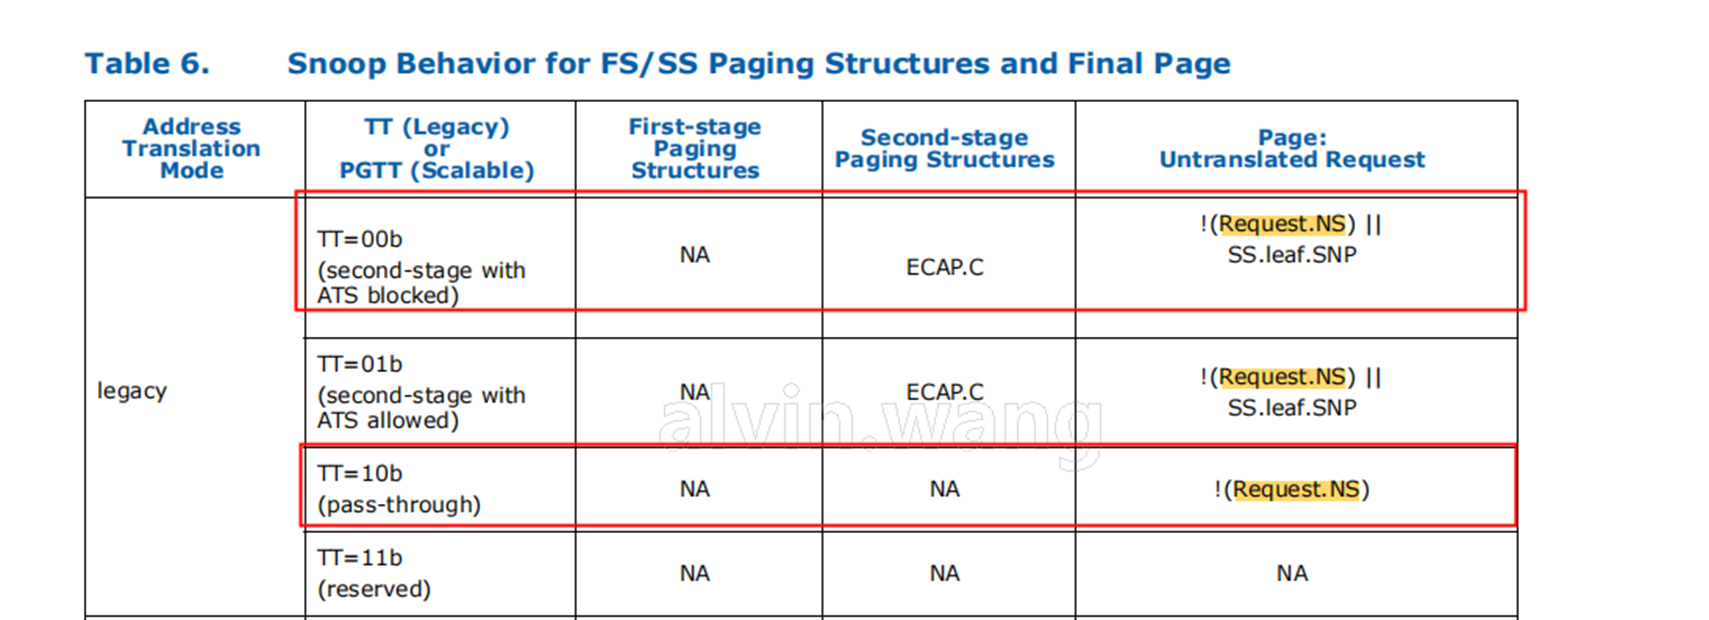 Table 6. Snoop Behavior for FS/SS Paging Structures and Final Page
Address
Translation
Mode
TT (Legacy)
or
PGTT (Scalable)
First-stage
Paging
Structures
Second-stage
Paging Structures
Page:
Untranslated Request
legacy
TT=00b
(second-stage with
ATS blocked)
NA
ECAP.C
!(Request.NS) ||
SS.leaf.SNP
TT=01b
(second-stage with
ATS allowed)
NA
ECAP.C
!(Request.NS) ||
SS.leaf.SNP
alvin.wang
TT=10b
(pass-through)
NA
NA
!(Request.NS)
TT=11b
(reserved)
NA
NA
NA